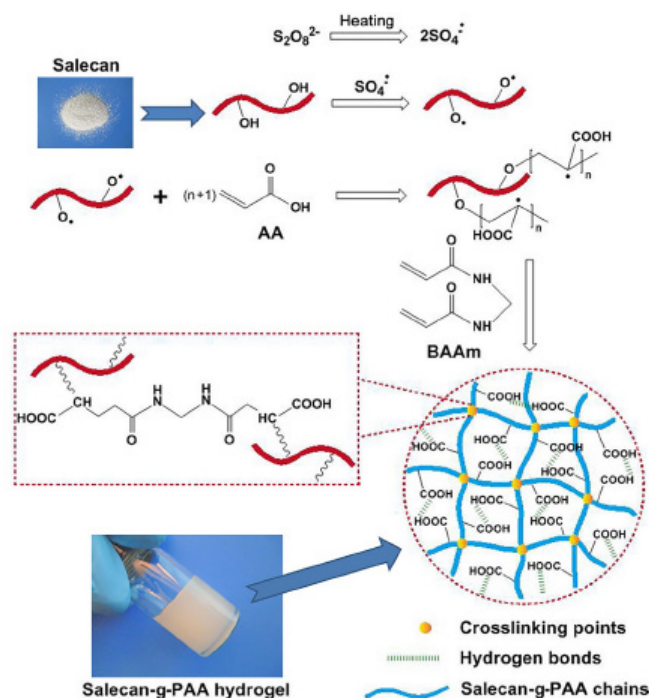 Heating
S₂O₈²⁻
2SO₄•⁻
Salecan
OH
OH
SO₄•⁻
O•
O•
O•
O•
+
(n+1)
O
OH
AA
COOH
O
n
O
HOOC
n
O
NH
O
NH
BAAm
HOOC
CH
O
H
N
H
N
O
CH
COOH
COOH
HOOC
COOH
HOOC
COOH
HOOC
COOH
COOH
HOOC
COOH
HOOC
COOH
HOOC
COOH
HOOC
COOH
HOOC
COOH
Salecan-g-PAA hydrogel
Crosslinking points
Hydrogen bonds
Salecan-g-PAA chains